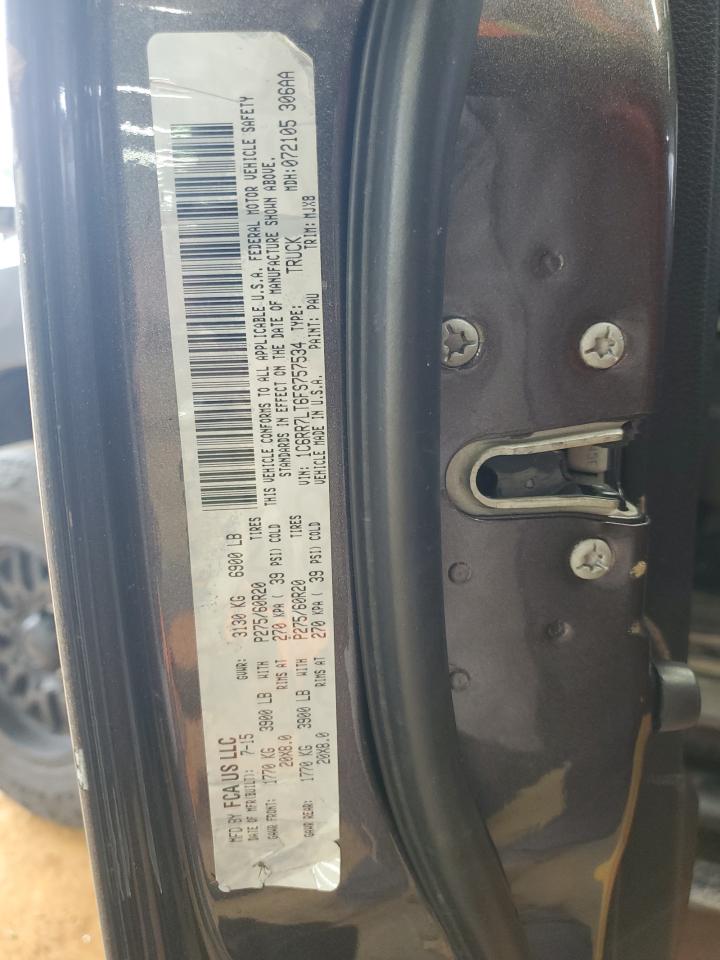 MFD BY FCA US LLC
DATE OF MFR(BUILT): 7-15 GVWR: 3130 KG 6900 LB
GAWR FRONT: 1770 KG 3900 LB WITH P275/60R20 TIRES
20X8.0 RIMS AT 270 KPA ( 39 PSI) COLD
GAWR REAR: 1770 KG 3900 LB WITH P275/60R20 TIRES
20X8.0 RIMS AT 270 KPA ( 39 PSI) COLD
THIS VEHICLE CONFORMS TO ALL APPLICABLE U.S.A. FEDERAL MOTOR VEHICLE SAFETY
STANDARDS IN EFFECT ON THE DATE OF MANUFACTURE SHOWN ABOVE.
VIN: 1C6RR7LT6FS757534 TYPE: TRUCK MDH:072105 306AA
VEHICLE MADE IN U.S.A. PAINT: PAU TRIM: MJX8